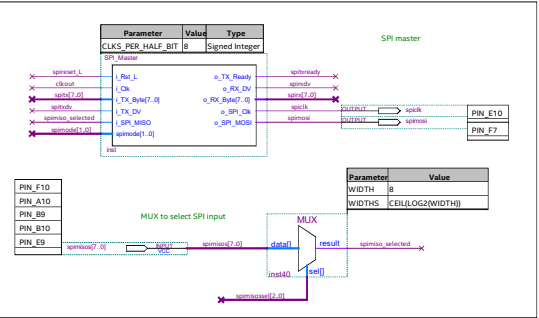 Parameter Value Type
CLKS_PER_HALF_BIT 8 Signed Integer
SPI master
SPI_Master
spireset_L i_Rst_L o_TX_Ready spitxready
clkout i_Clk o_RX_DV spirxdv
spitx[7..0] i_TX_Byte[7..0] o_RX_Byte[7..0] spirx[7..0]
spitxdv i_TX_DV o_SPI_Clk spiclk OUTPUT spiclk
spimiso_selected i_SPI_MISO o_SPI_MOSI spimosi OUTPUT spimosi
spimode[1..0] spimode[1..0]
inst
PIN_E10
PIN_F7
Parameter Value
WIDTH 8
WIDTHS CEIL(LOG2(WIDTH))
PIN_F10
PIN_A10
PIN_B9
PIN_B10
PIN_E9
MUX to select SPI input
MUX
spimisos[7..0] INPUT VCC spimisos[7..0] data[] result spimiso_selected
inst40 sel[]
spimisossel[2..0]